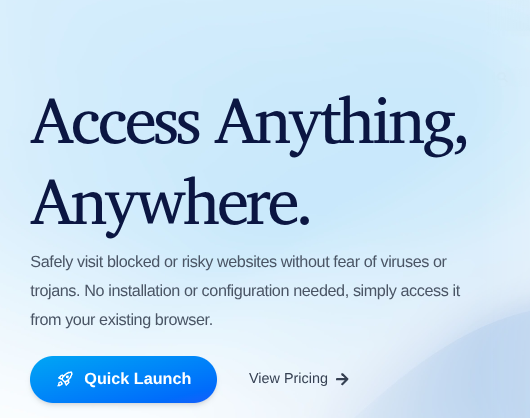 Access Anything,
Anywhere.
Safely visit blocked or risky websites without fear of viruses or
trojans. No installation or configuration needed, simply access it
from your existing browser.
Quick Launch
View Pricing